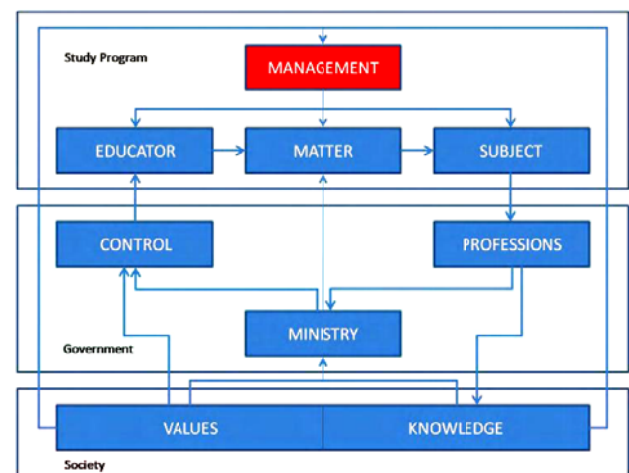 Study Program
MANAGEMENT
EDUCATOR
MATTER
SUBJECT
CONTROL
PROFESSIONS
MINISTRY
Government
VALUES
KNOWLEDGE
Society